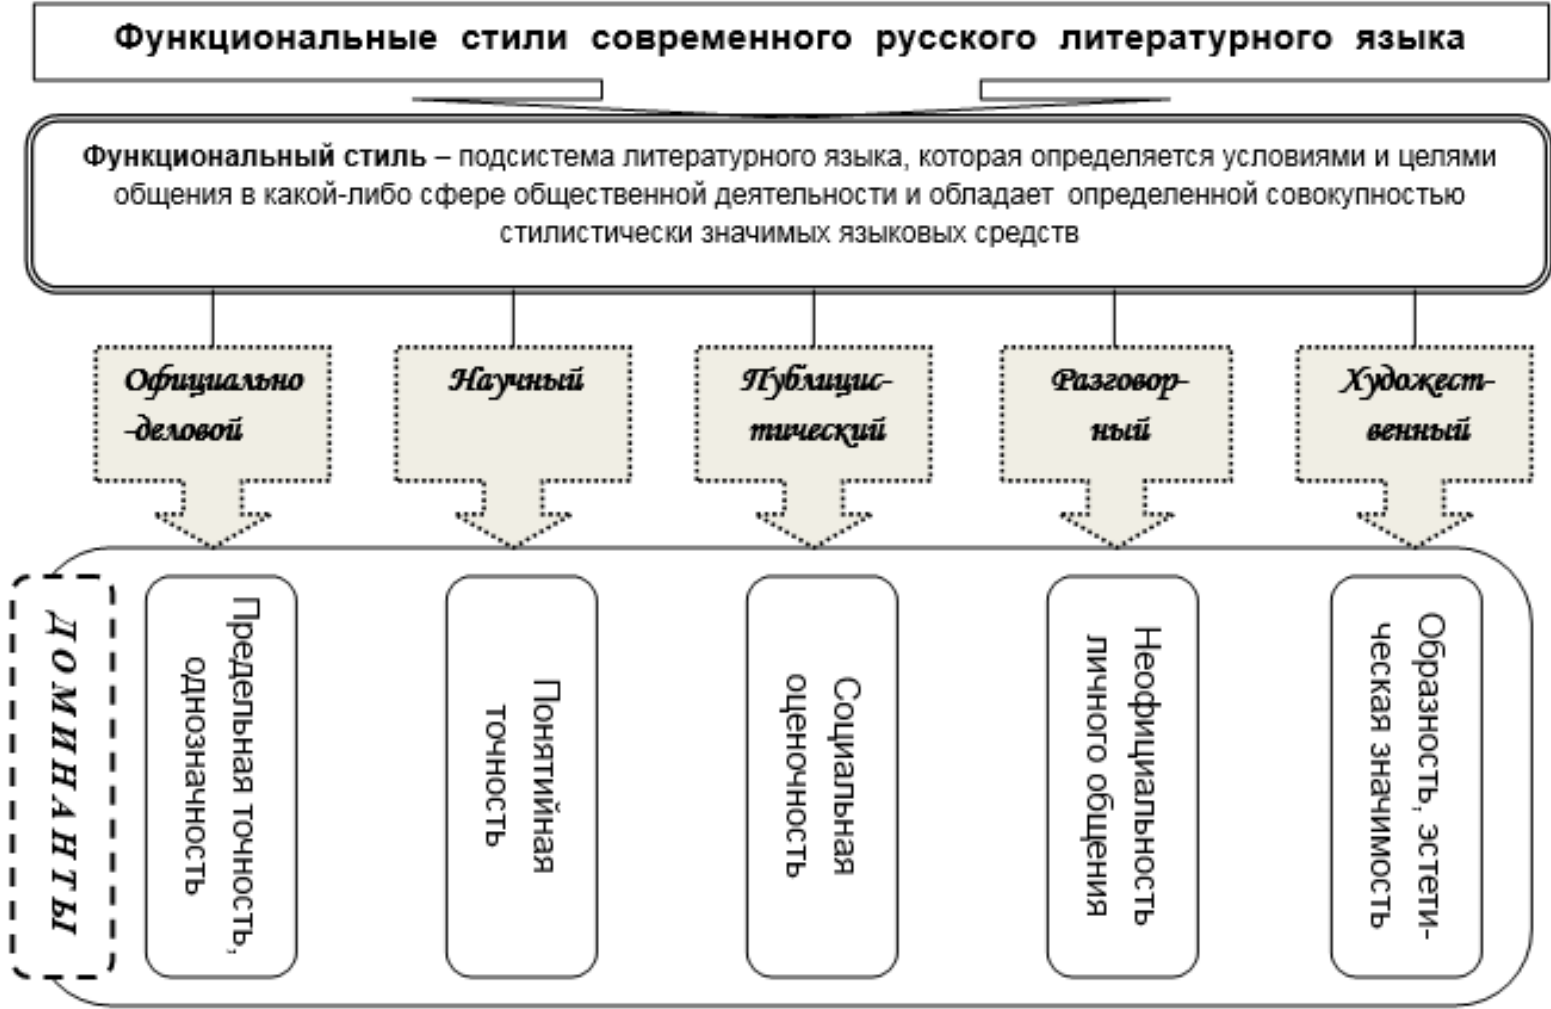 Функциональные стили современного русского литературного языка
Функциональный стиль – подсистема литературного языка, которая определяется условиями и целями
общения в какой-либо сфере общественной деятельности и обладает определенной совокупностью
стилистически значимых языковых средств
Официально
-деловой
Научный
Публицис-
тический
Разговор-
ный
Художест-
венный
ДОМИНАНТЫ
Предельная точность,
однозначность
Понятийная
точность
Социальная
оценочность
Неофициальность
личного общения
Образность, эстети-
ческая значимость